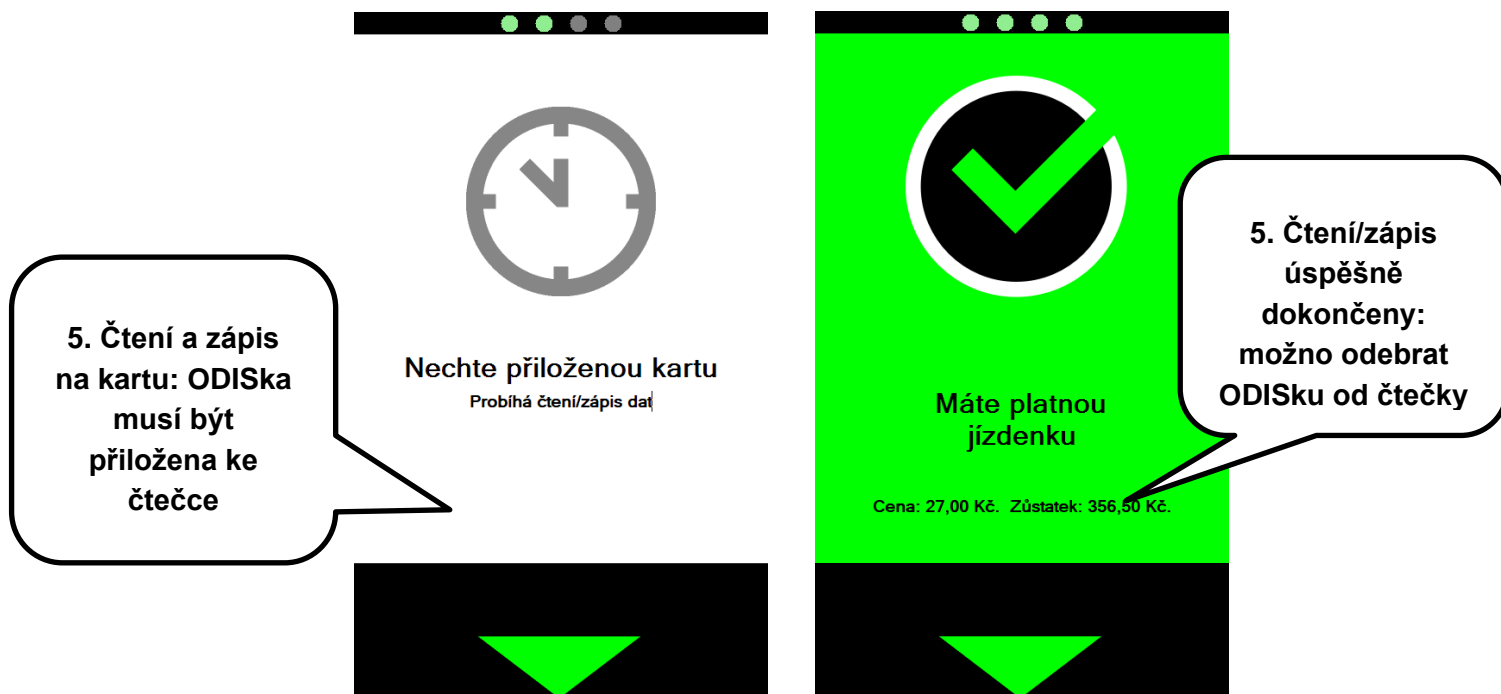 5. Čtení a zápis
na kartu: ODISka
musí být
přiložena ke
čtečce
Nechte přiloženou kartu
Probíhá čtení/zápis dat
Máte platnou
jízdenku
Cena: 27,00 Kč. Zůstatek: 356,50 Kč.
5. Čtení/zápis
úspěšně
dokončeny:
možno odebrat
ODISku od čtečky